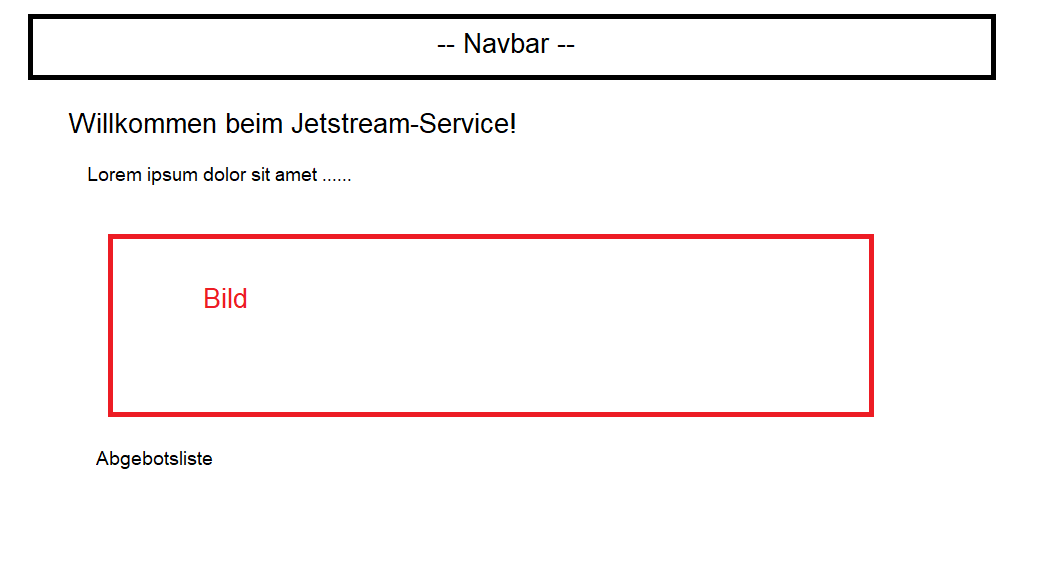 -- Navbar --
Willkommen beim Jetstream-Service!
Lorem ipsum dolor sit amet ......
Bild
Abgebotsliste